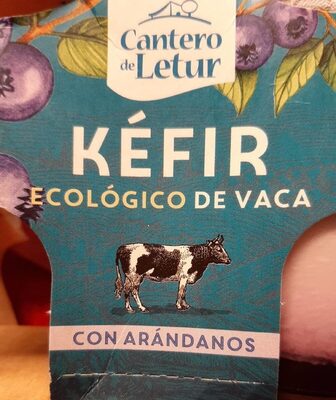 Cantero
de Letur
KÉFIR
ECOLÓGICO DE VACA
CON ARÁNDANOS